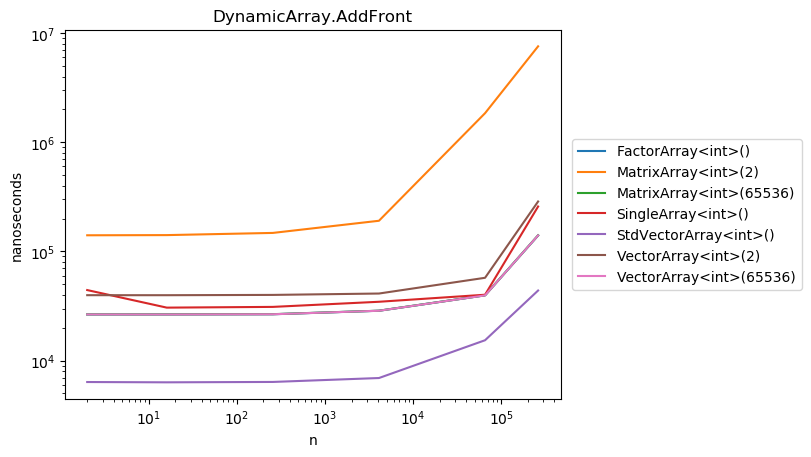 DynamicArray.AddFront
10⁷
10⁶
10⁵
10⁴
nanoseconds
10¹
10²
10³
10⁴
10⁵
n
FactorArray<int>()
MatrixArray<int>(2)
MatrixArray<int>(65536)
SingleArray<int>()
StdVectorArray<int>()
VectorArray<int>(2)
VectorArray<int>(65536)